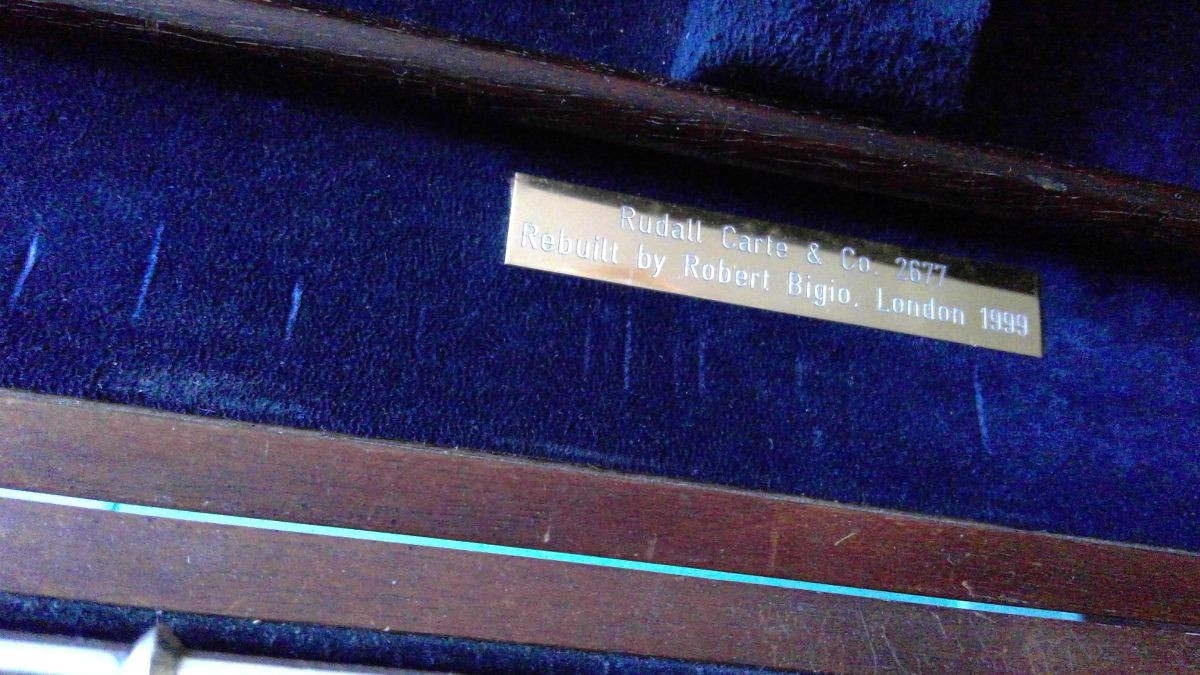 Rudall Carte & Co. 2677
Rebuilt by Robert Bigio. London 1999